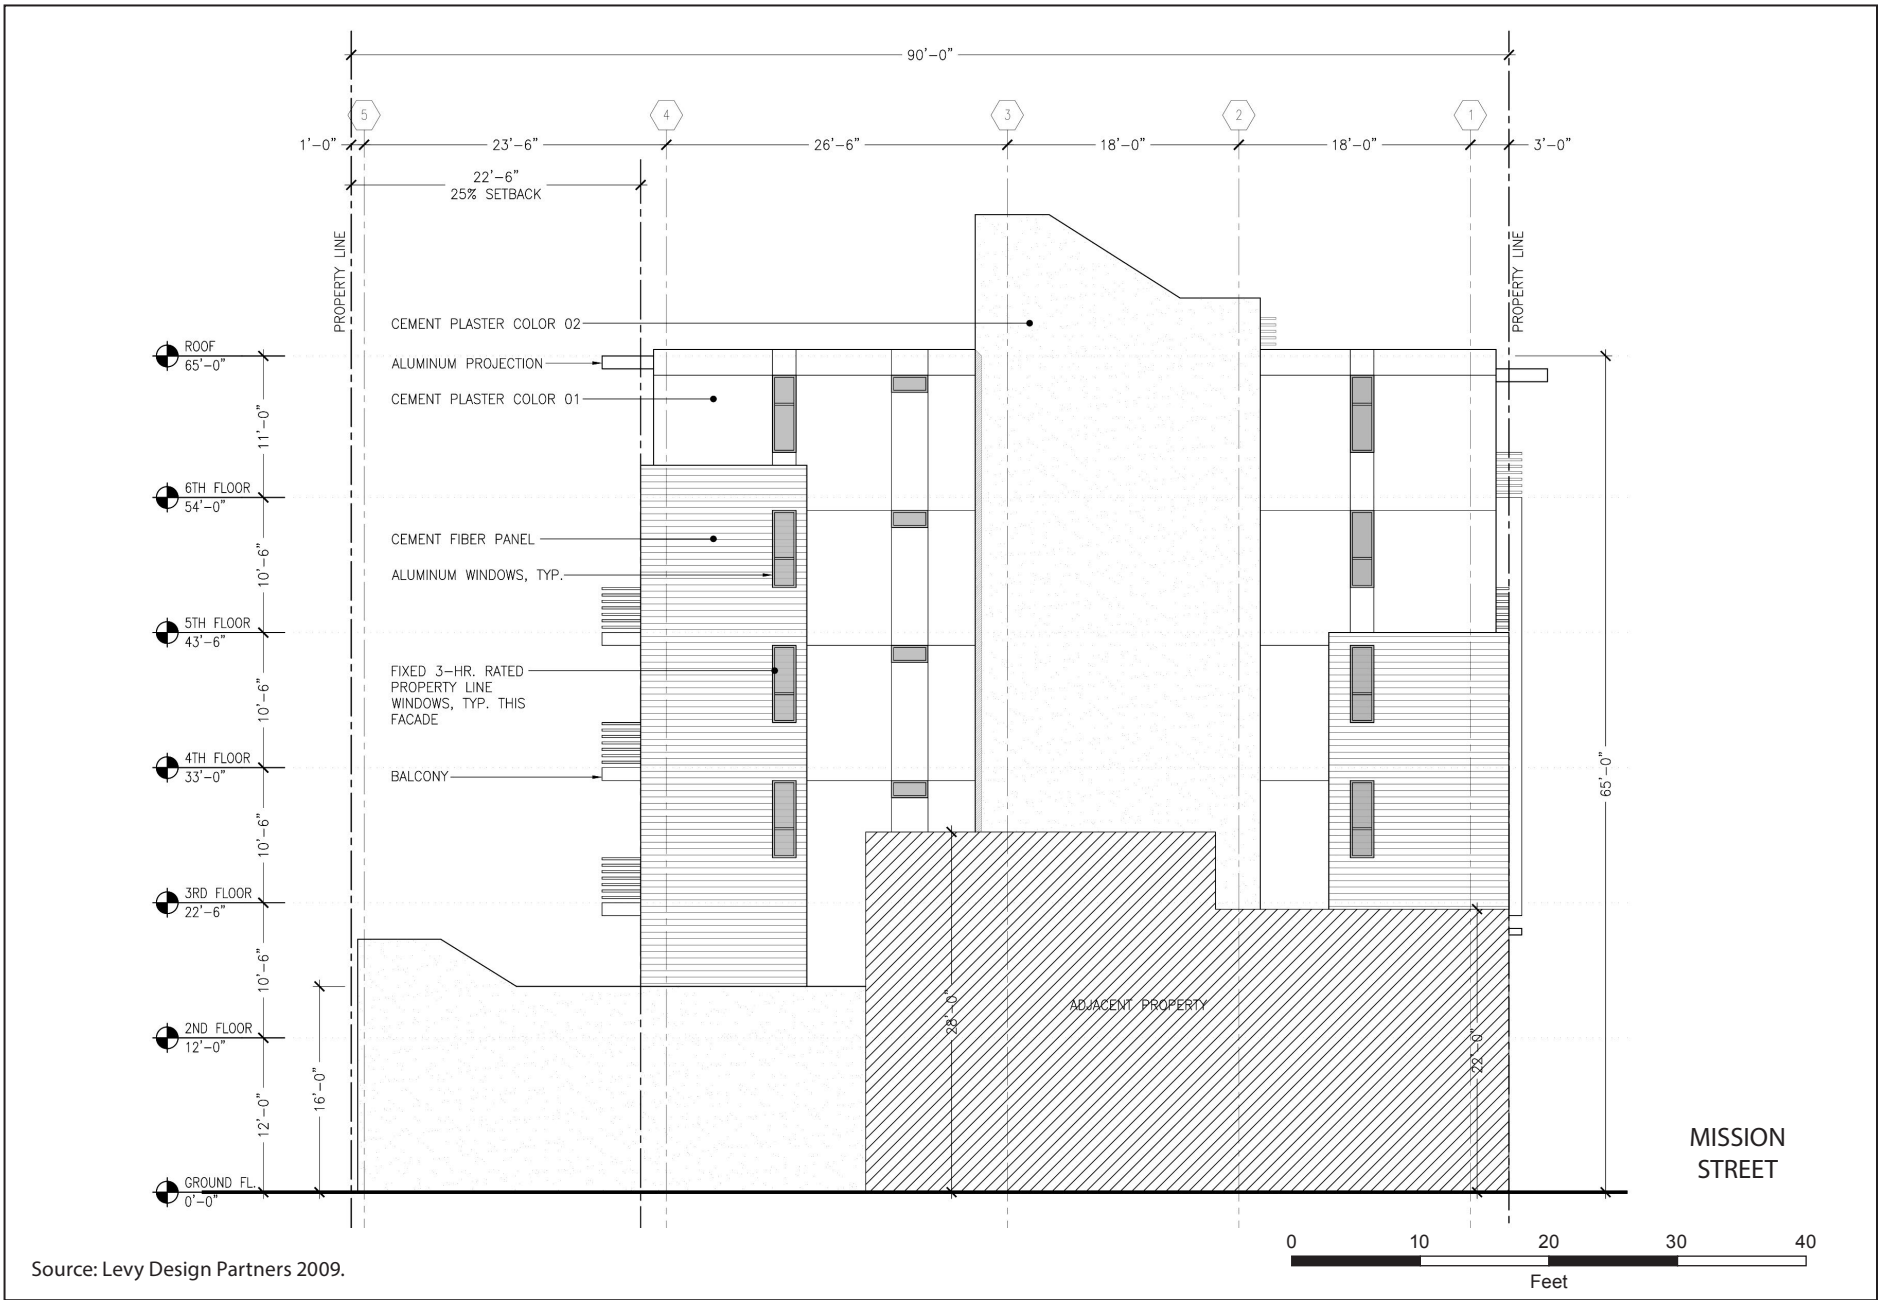 90'-0"
5
4
3
2
1
1'-0"
23'-6"
26'-6"
18'-0"
18'-0"
3'-0"
22'-6"
25% SETBACK
PROPERTY LINE
PROPERTY LINE
CEMENT PLASTER COLOR 02
ROOF
65'-0"
ALUMINUM PROJECTION
CEMENT PLASTER COLOR 01
11'-0"
6TH FLOOR
54'-0"
CEMENT FIBER PANEL
ALUMINUM WINDOWS, TYP.
10'-6"
5TH FLOOR
43'-6"
FIXED 3-HR. RATED
PROPERTY LINE
WINDOWS, TYP. THIS
FACADE
10'-6"
4TH FLOOR
33'-0"
BALCONY
65'-0"
10'-6"
3RD FLOOR
22'-6"
10'-6"
2ND FLOOR
12'-0"
ADJACENT PROPERTY
28'-0"
22'-0"
16'-0"
12'-0"
GROUND FL.
0'-0"
MISSION
STREET
0 10 20 30 40
Feet
Source: Levy Design Partners 2009.